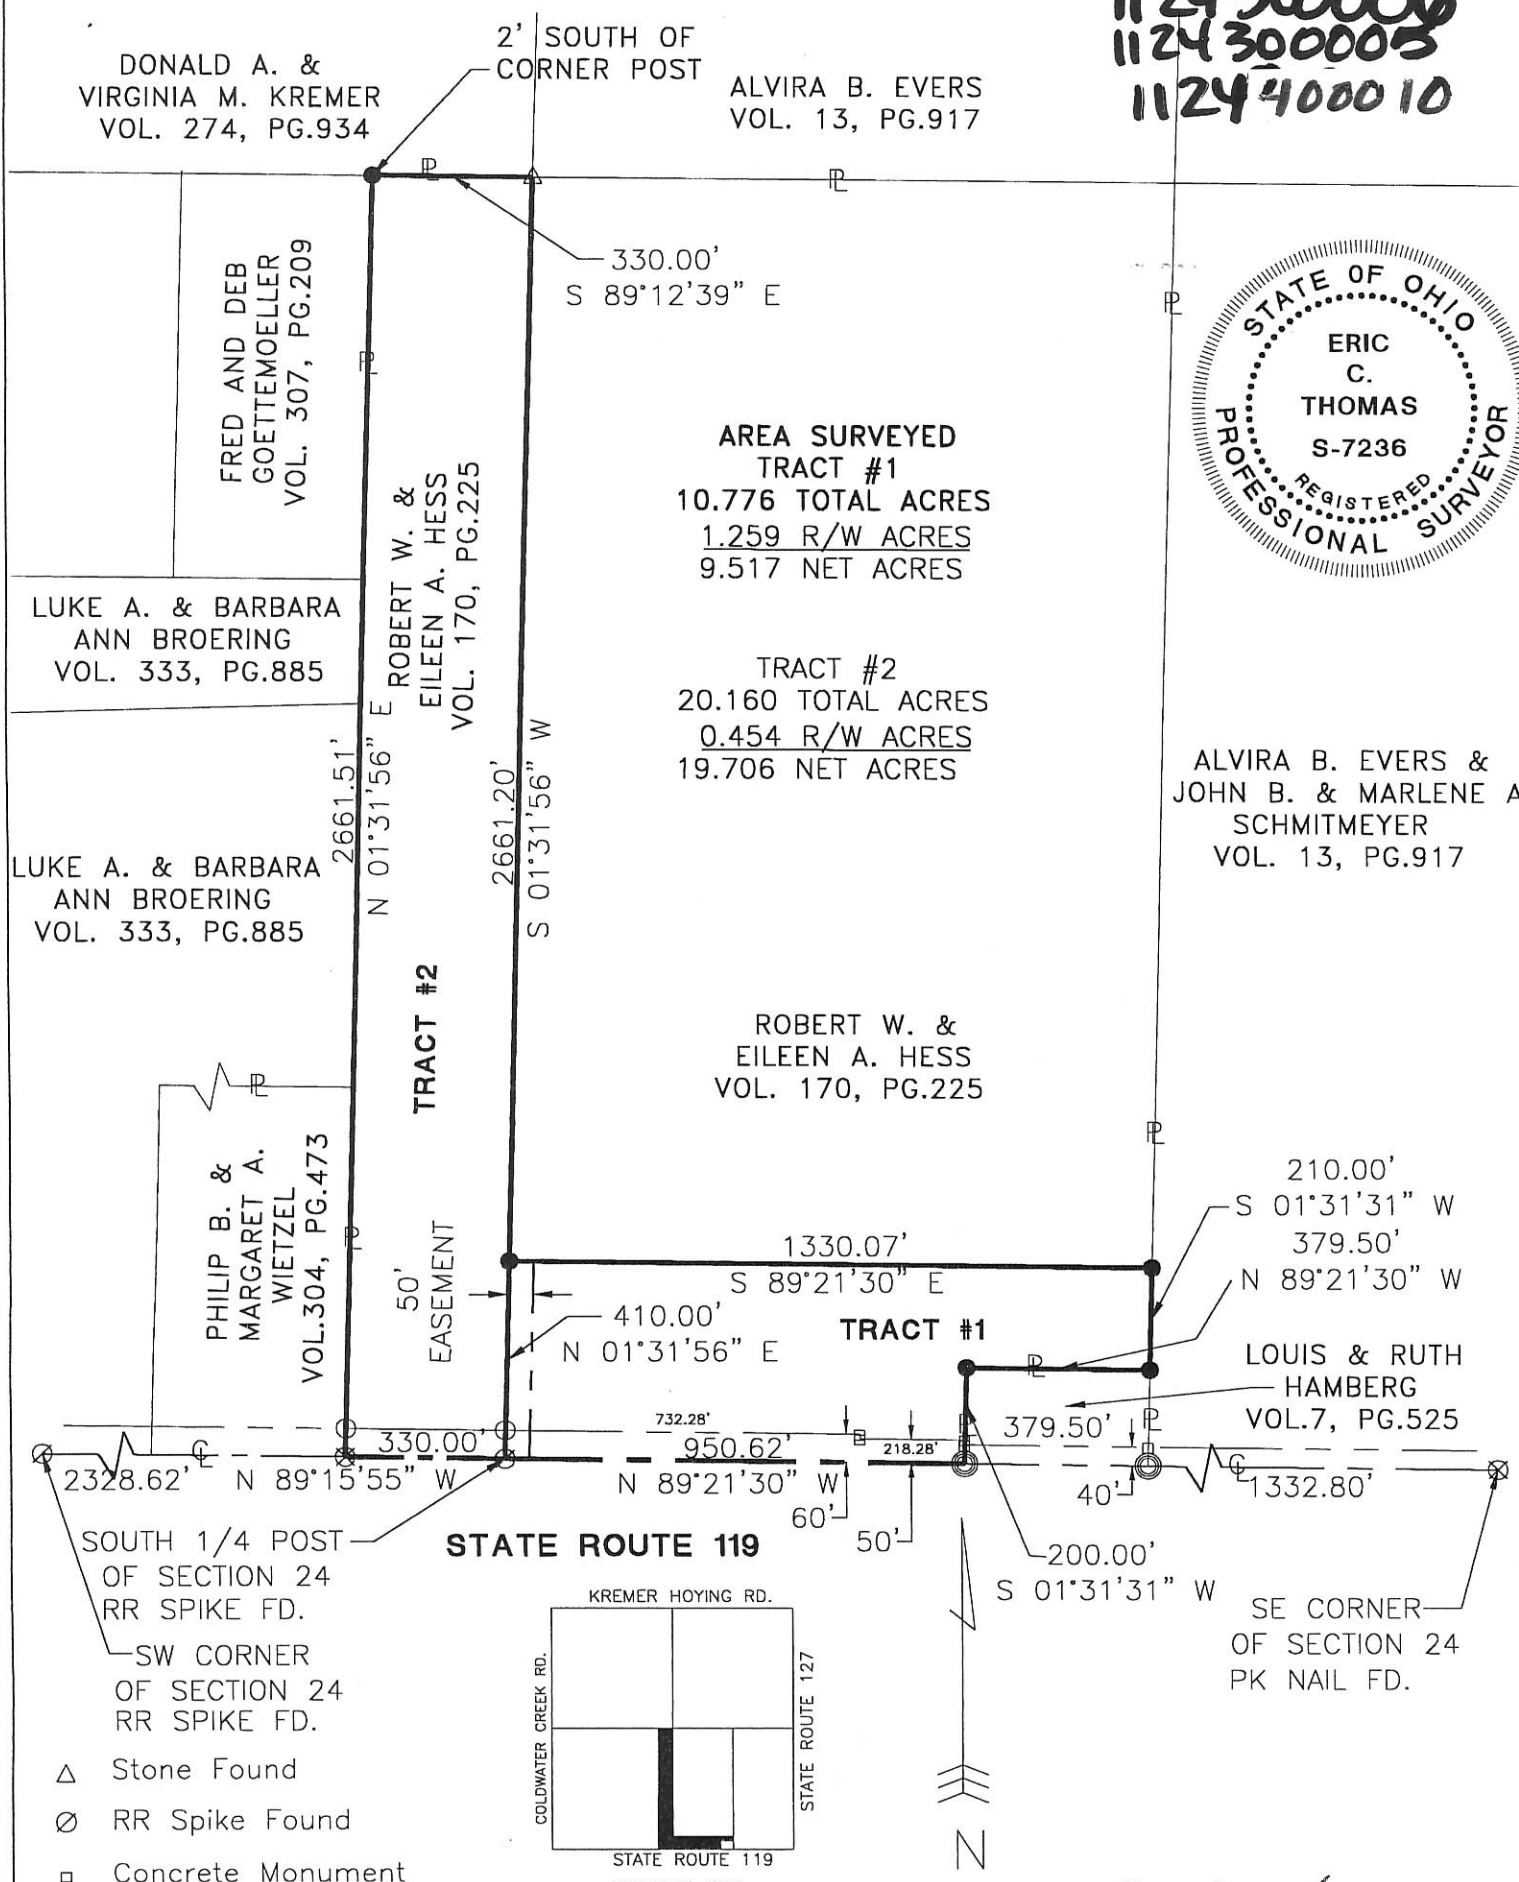 1124300005
1124400010
DONALD A. &
VIRGINIA M. KREMER
VOL. 274, PG.934
2' SOUTH OF
CORNER POST
ALVIRA B. EVERS
VOL. 13, PG.917
PL
PL
330.00'
S 89°12'39" E
PL
FRED AND DEB
GOETTEMOELLER
VOL. 307, PG.209
PL
STATE OF OHIO
ERIC
C.
THOMAS
S-7236
REGISTERED
PROFESSIONAL SURVEYOR
ROBERT W. &
EILEEN A. HESS
VOL. 170, PG.225
AREA SURVEYED
TRACT #1
10.776 TOTAL ACRES
1.259 R/W ACRES
9.517 NET ACRES
TRACT #2
20.160 TOTAL ACRES
0.454 R/W ACRES
19.706 NET ACRES
LUKE A. & BARBARA
ANN BROERING
VOL. 333, PG.885
2661.51'
N 01°31'56" E
2661.20'
S 01°31'56" W
ALVIRA B. EVERS &
JOHN B. & MARLENE A
SCHMITMEYER
VOL. 13, PG.917
LUKE A. & BARBARA
ANN BROERING
VOL. 333, PG.885
TRACT #2
ROBERT W. &
EILEEN A. HESS
VOL. 170, PG.225
PL
PL
PHILIP B. &
MARGARET A.
WIETZEL
VOL.304, PG.473
PL
50'
EASEMENT
210.00'
S 01°31'31" W
379.50'
N 89°21'30" W
1330.07'
S 89°21'30" E
410.00'
N 01°31'56" E
TRACT #1
PL
LOUIS & RUTH
HAMBERG
VOL.7, PG.525
PL
PL
732.28'
379.50'
330.00'
950.62'
218.28'
CL
2328.62'
N 89°15'55" W
N 89°21'30" W
60'
50'
40'
CL
1332.80'
SOUTH 1/4 POST
OF SECTION 24
RR SPIKE FD.
STATE ROUTE 119
200.00'
S 01°31'31" W
SE CORNER
OF SECTION 24
PK NAIL FD.
SW CORNER
OF SECTION 24
RR SPIKE FD.
KREMER HOYING RD.
COLDWATER CREEK RD.
STATE ROUTE 127
STATE ROUTE 119
N
Stone Found
RR Spike Found
Concrete Monument